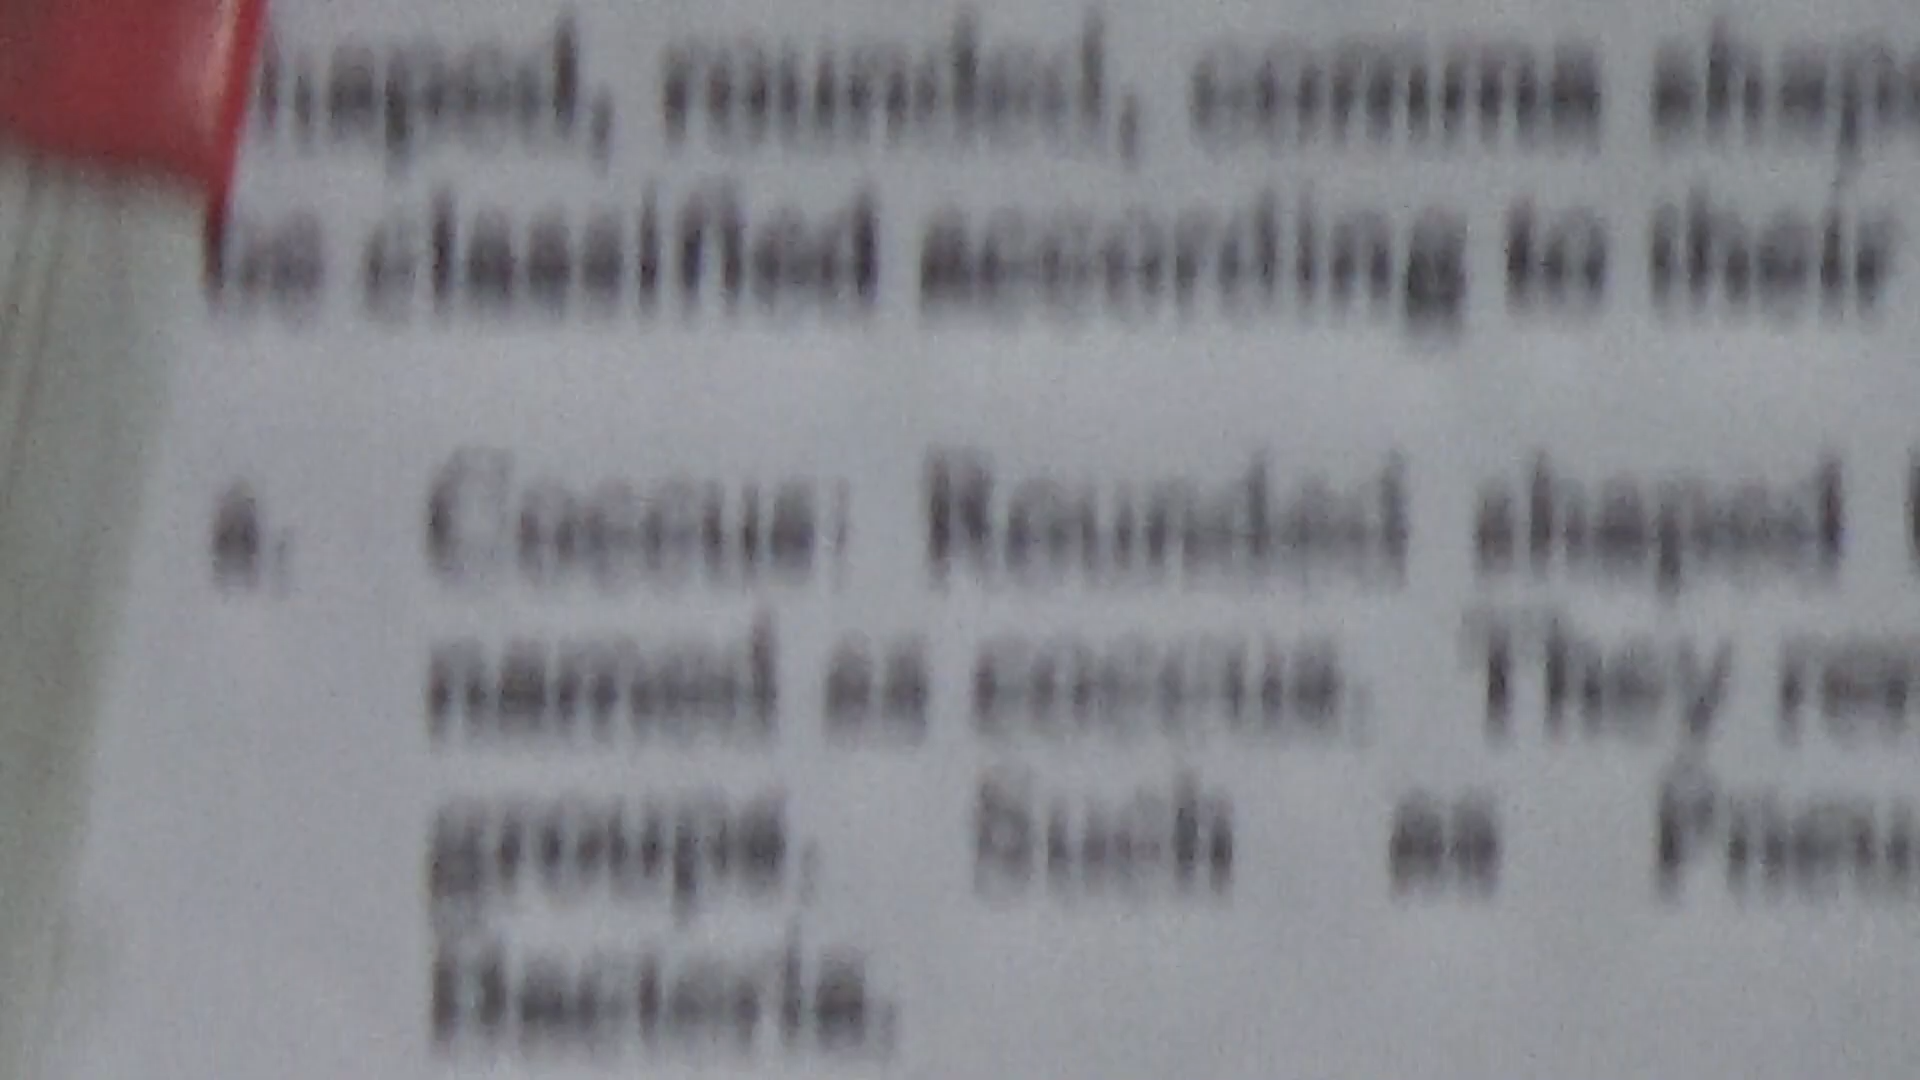 haped, rounded, comma shap
be classified according to their
a. Coccus: Rounded shaped
named as coccus. They
groups. Such as
Bacteria.